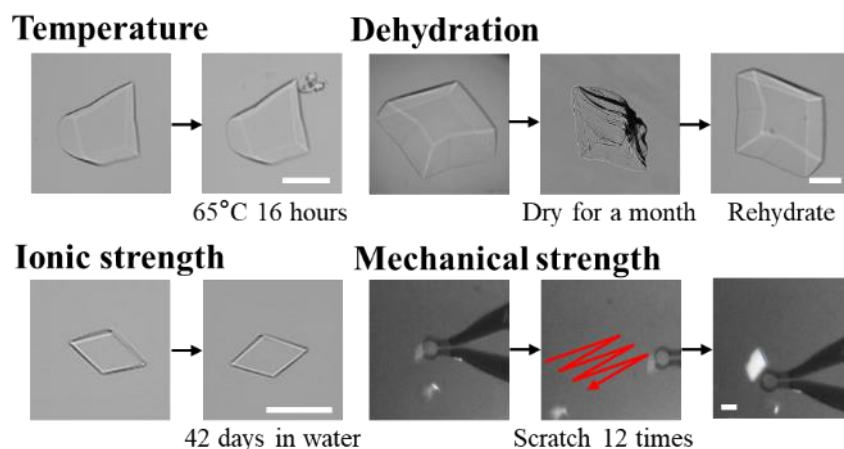 Temperature
Dehydration
65°C 16 hours
Dry for a month
Rehydrate
Ionic strength
Mechanical strength
42 days in water
Scratch 12 times